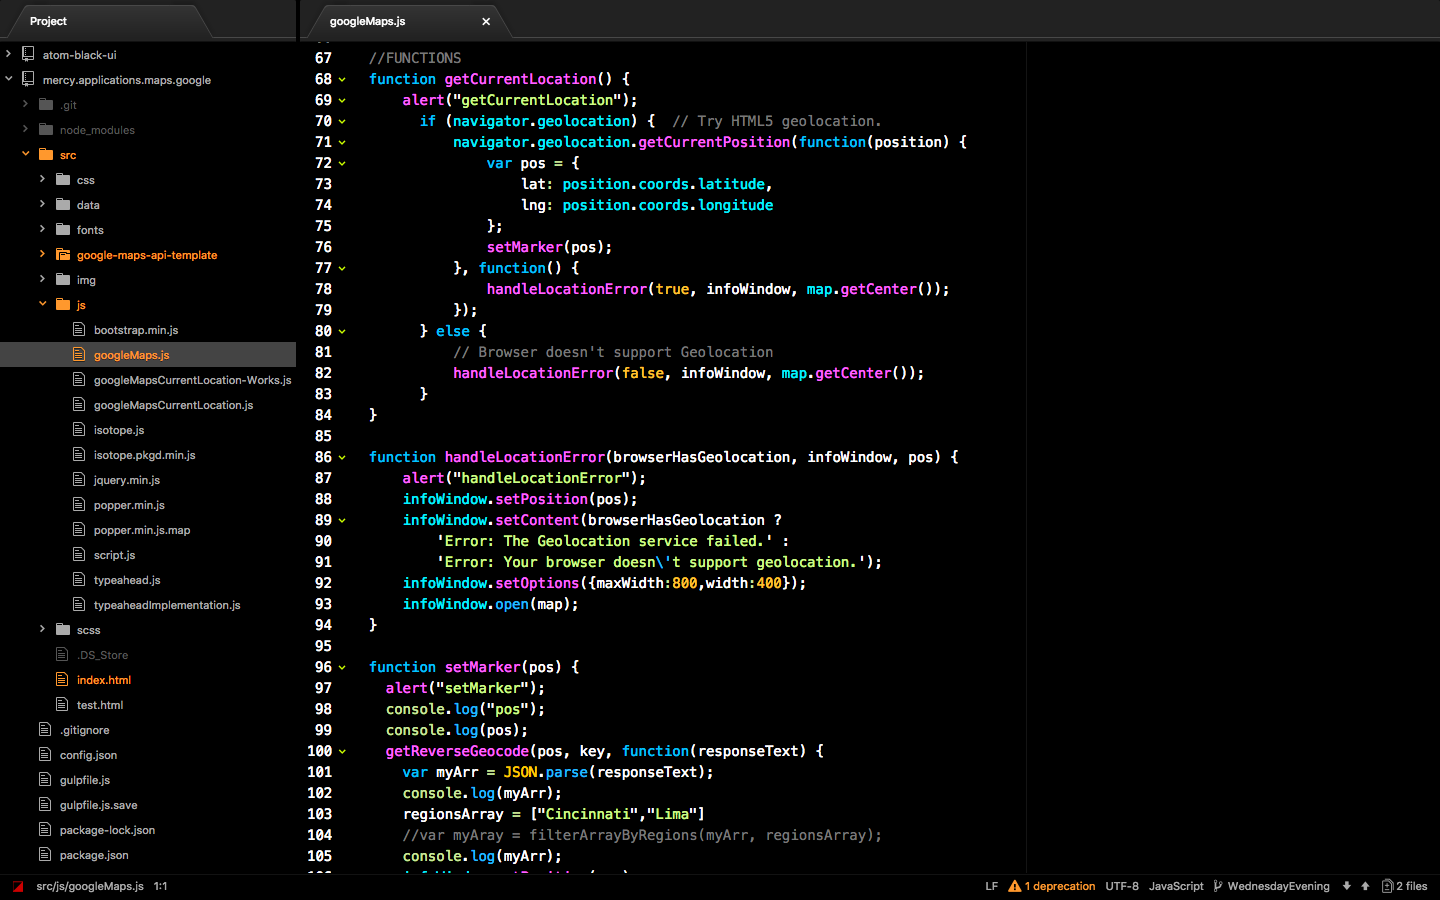 Project
atom-black-ui
mercy.applications.maps.google
.git
node_modules
src
css
data
fonts
google-maps-api-template
img
js
bootstrap.min.js
googleMaps.js
googleMapsCurrentLocation-Works.js
googleMapsCurrentLocation.js
isotope.js
isotope.pkgd.min.js
jquery.min.js
popper.min.js
popper.min.js.map
script.js
typeahead.js
typeaheadImplementation.js
scss
.DS_Store
index.html
test.html
.gitignore
config.json
gulpfile.js
gulpfile.js.save
package-lock.json
package.json
googleMaps.js
67 //FUNCTIONS
68 function getCurrentLocation() {
69 alert("getCurrentLocation");
70 if (navigator.geolocation) { // Try HTML5 geolocation.
71 navigator.geolocation.getCurrentPosition(function(position) {
72 var pos = {
73 lat: position.coords.latitude,
74 lng: position.coords.longitude
75 };
76 setMarker(pos);
77 }, function() {
78 handleLocationError(true, infoWindow, map.getCenter());
79 });
80 } else {
81 // Browser doesn't support Geolocation
82 handleLocationError(false, infoWindow, map.getCenter());
83 }
84 }
85
86 function handleLocationError(browserHasGeolocation, infoWindow, pos) {
87 alert("handleLocationError");
88 infoWindow.setPosition(pos);
89 infoWindow.setContent(browserHasGeolocation ?
90 'Error: The Geolocation service failed.' :
91 'Error: Your browser doesn\'t support geolocation.');
92 infoWindow.setOptions({maxWidth:800,width:400});
93 infoWindow.open(map);
94 }
95
96 function setMarker(pos) {
97 alert("setMarker");
98 console.log("pos");
99 console.log(pos);
100 getReverseGeocode(pos, key, function(responseText) {
101 var myArr = JSON.parse(responseText);
102 console.log(myArr);
103 regionsArray = ["Cincinnati","Lima"]
104 //var myAray = filterArrayByRegions(myArr, regionsArray);
105 console.log(myArr);
src/js/googleMaps.js 1:1
LF 1 deprecation UTF-8 JavaScript WednesdayEvening 2 files